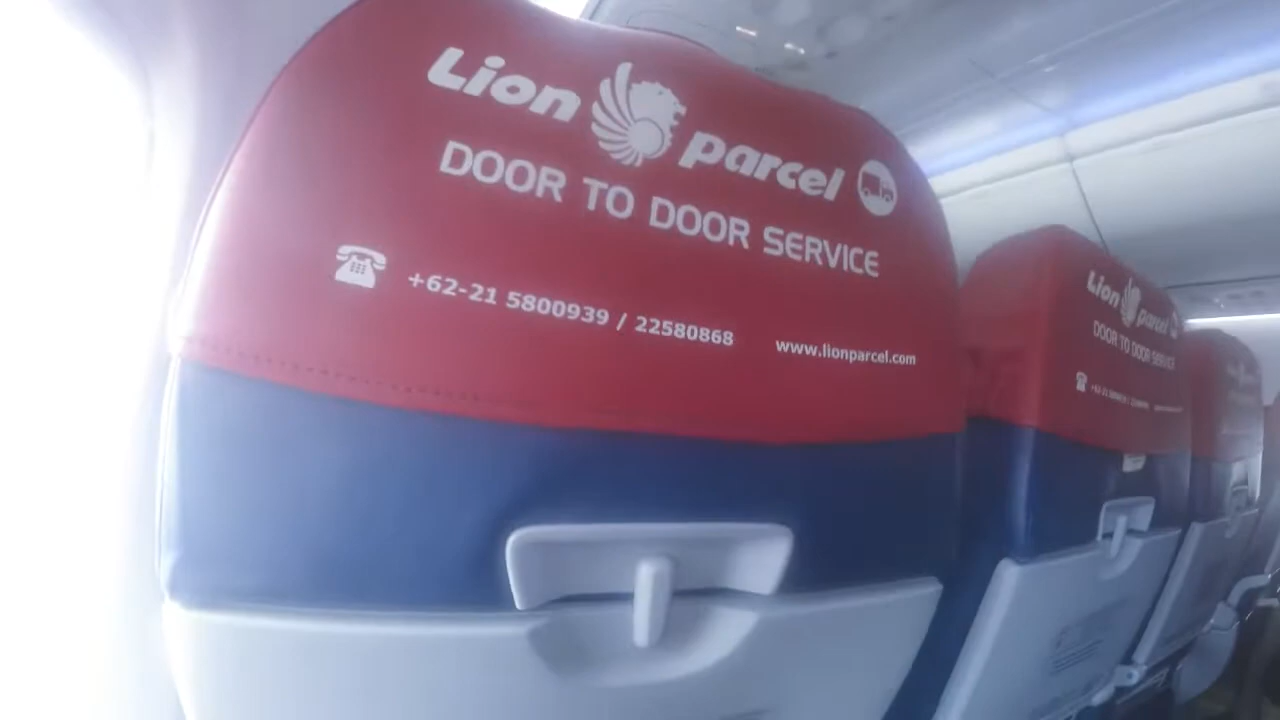 Lion parcel
DOOR TO DOOR SERVICE
+62-21 5800939 / 22580868 www.lionparcel.com
Lion parcel
DOOR TO DOOR SERVICE